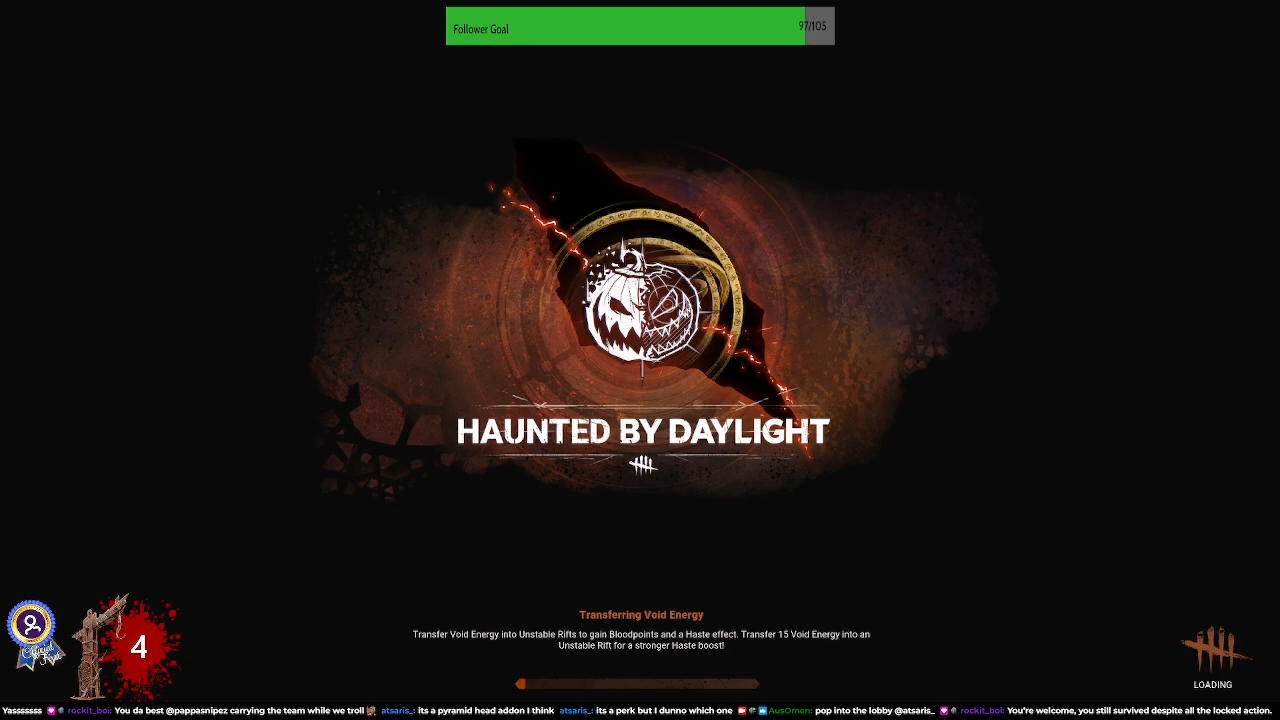 Follower Goal
97/105
HAUNTED BY DAYLIGHT
Transferring Void Energy
Transfer Void Energy into Unstable Rifts to gain Bloodpoints and a Haste effect. Transfer 15 Void Energy into an
Unstable Rift for a stronger Haste boost!
4
LOADING
Yasssssss rockit_boi: You da best @pappasnipez carrying the team while we troll atsaris_: its a pyramid head addon I think atsaris_: its a perk but I dunno which one AusOmen: pop into the lobby @atsaris_ rockit_boi: You're welcome, you still survived despite all the locked action.